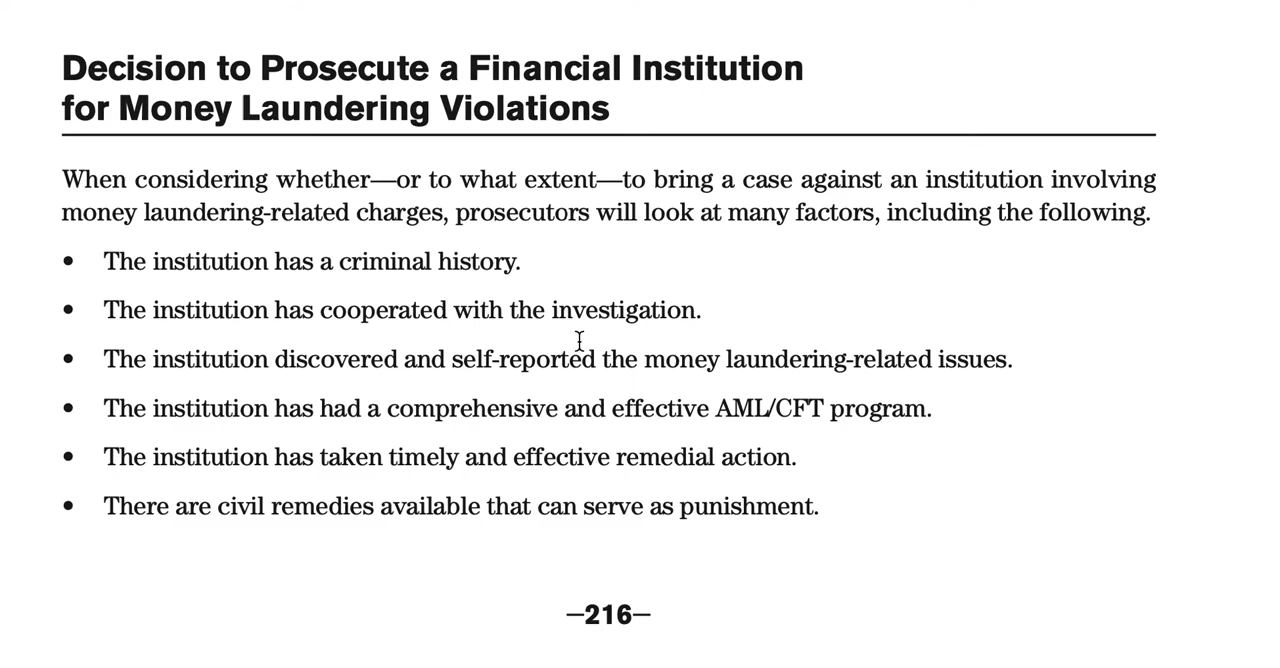 Decision to Prosecute a Financial Institution
for Money Laundering Violations
When considering whether—or to what extent—to bring a case against an institution involving
money laundering-related charges, prosecutors will look at many factors, including the following.
• The institution has a criminal history.
• The institution has cooperated with the investigation.
• The institution discovered and self-reported the money laundering-related issues.
• The institution has had a comprehensive and effective AML/CFT program.
• The institution has taken timely and effective remedial action.
• There are civil remedies available that can serve as punishment.
—216—